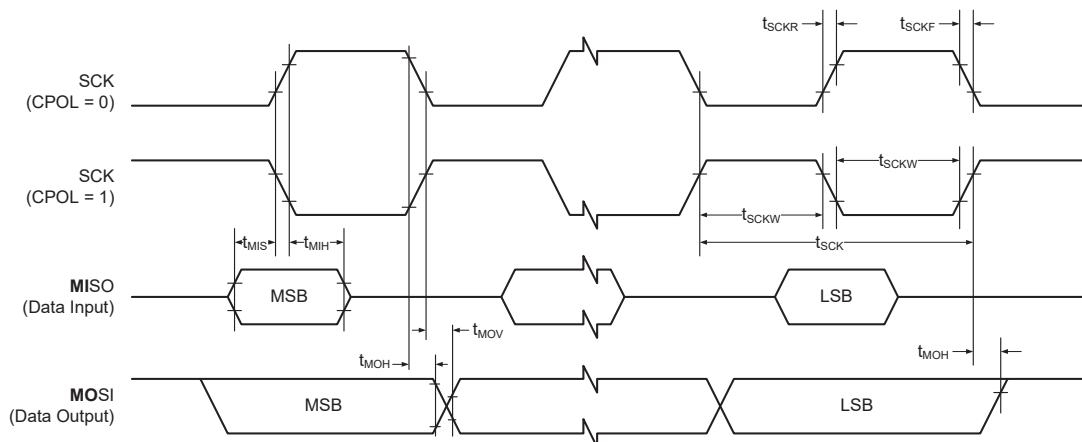 tSCKR
tSCKF
SCK
(CPOL = 0)
SCK
(CPOL = 1)
tSCKW
tSCKW
tSCK
tMIS
tMIH
MISO
(Data Input)
MSB
LSB
tMOV
tMOH
tMOH
MOSI
(Data Output)
MSB
LSB